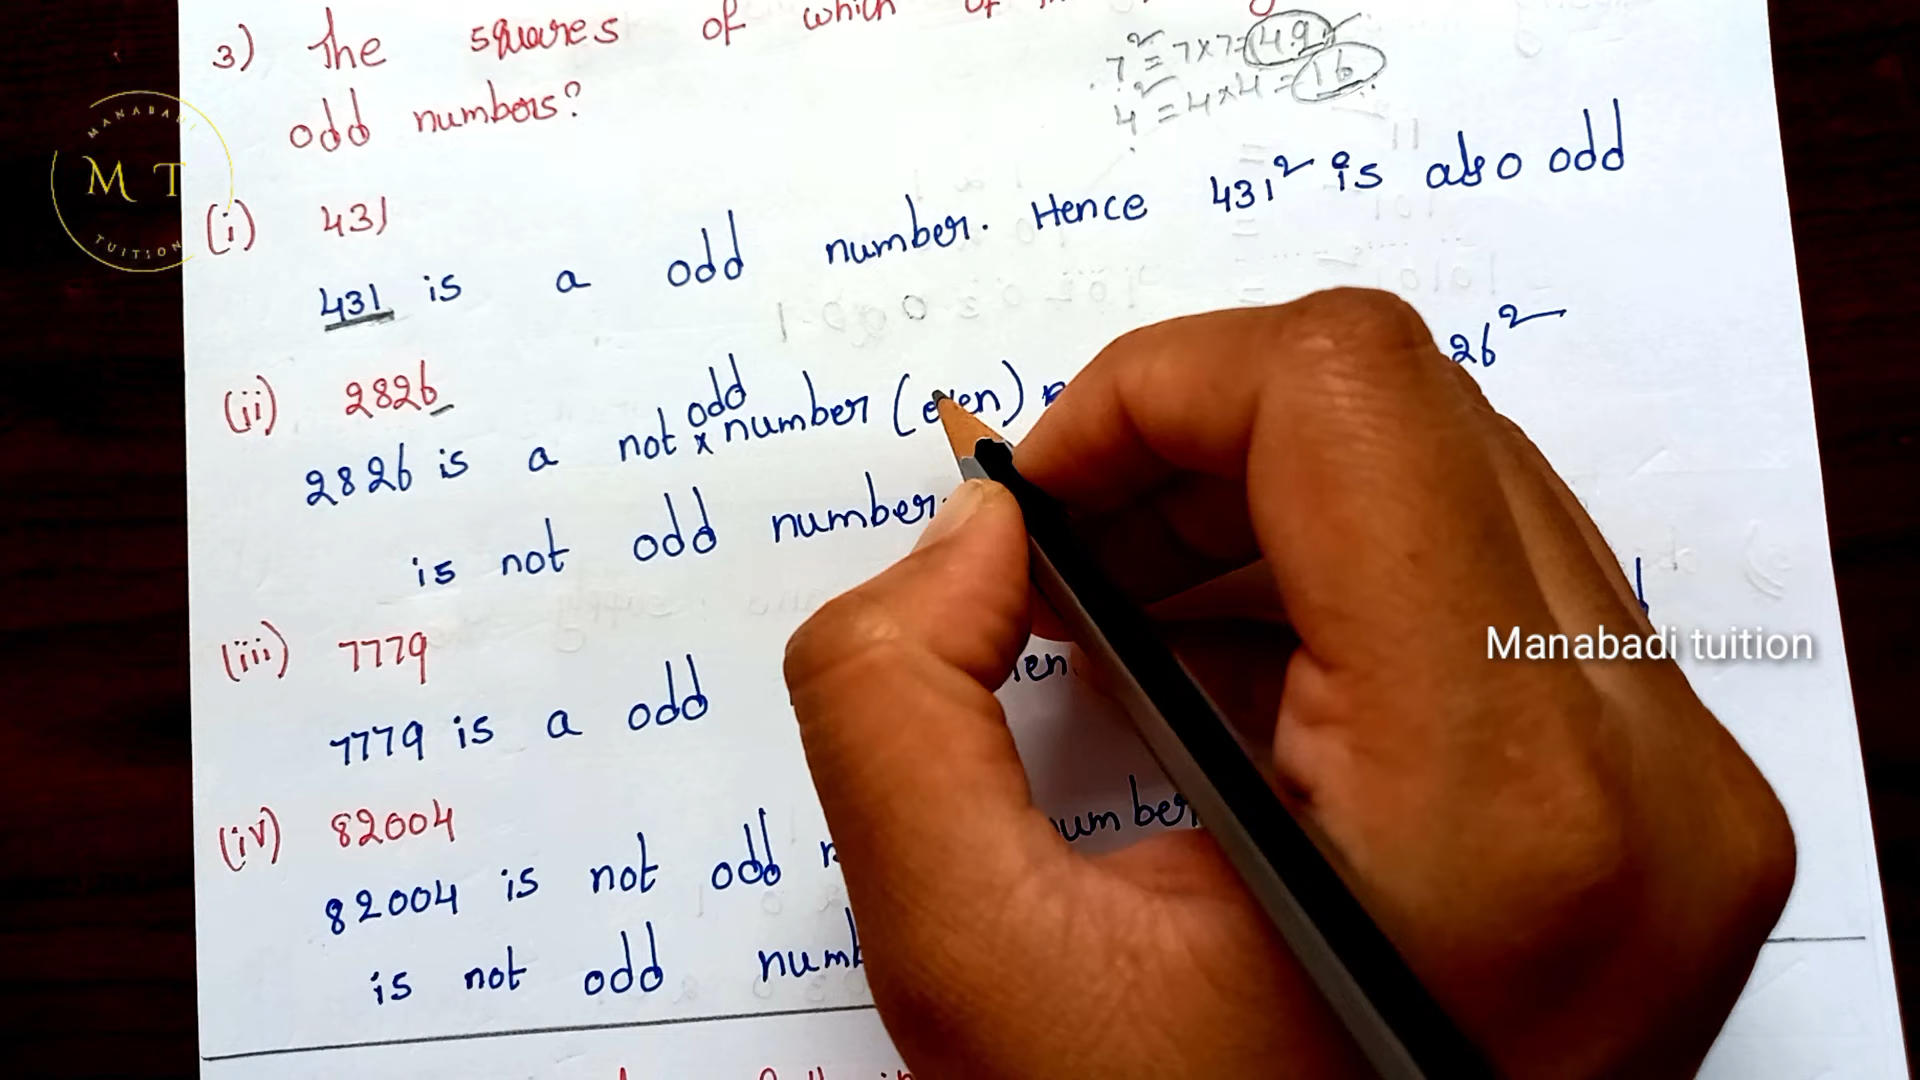 3) The squares of which of
7² = 7×7=49
odd numbers?
4² = 4×4=16
MANABADI
M T
TUITION
(i) 431
431 is a odd number. Hence 431² is also odd
(ii) 2826
odd
2826 is a not x number (even) 26²
is not odd number.
(iii) 7779
Manabadi tuition
7779 is a odd
(iv) 82004
82004 is not odd number
is not odd